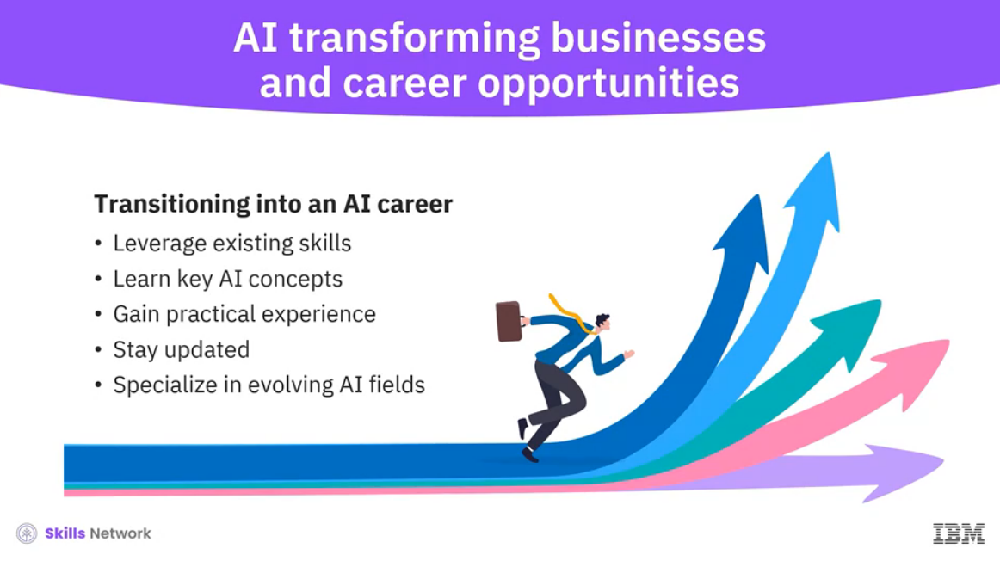 AI transforming businesses
and career opportunities
Transitioning into an AI career
• Leverage existing skills
• Learn key AI concepts
• Gain practical experience
• Stay updated
• Specialize in evolving AI fields
Skills Network
IBM